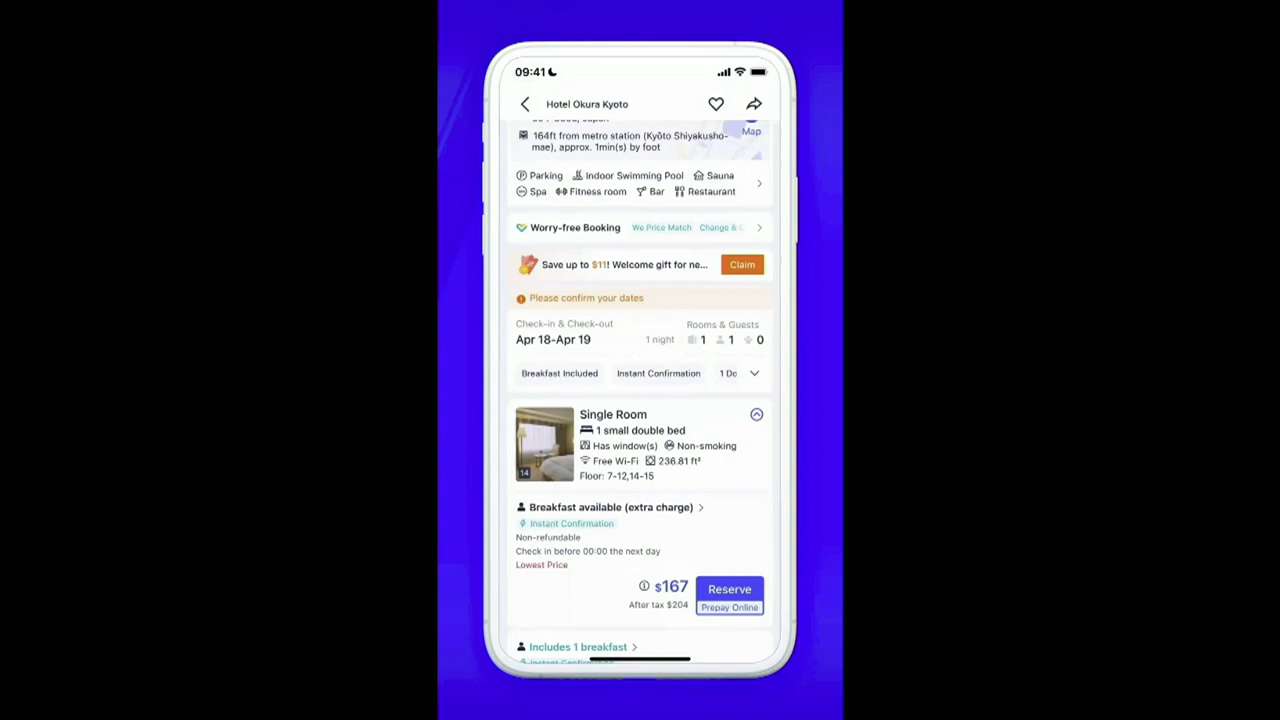 09:41
Hotel Okura Kyoto
Map
164ft from metro station (Kyōto Shiyakusho-
mae), approx. 1min(s) by foot
Parking Indoor Swimming Pool Sauna
Spa Fitness room Bar Restaurant
Worry-free Booking We Price Match Change & C
Save up to $11! Welcome gift for ne... Claim
Please confirm your dates
Check-in & Check-out Rooms & Guests
Apr 18-Apr 19 1 night 1 1 0
Breakfast Included Instant Confirmation 1 Do
Single Room
1 small double bed
Has window(s) Non-smoking
Free Wi-Fi 236.81 ft²
14
Floor: 7-12,14-15
Breakfast available (extra charge)
Instant Confirmation
Non-refundable
Check in before 00:00 the next day
Lowest Price
$167 Reserve
After tax $204 Prepay Online
Includes 1 breakfast
Instant Confirmation